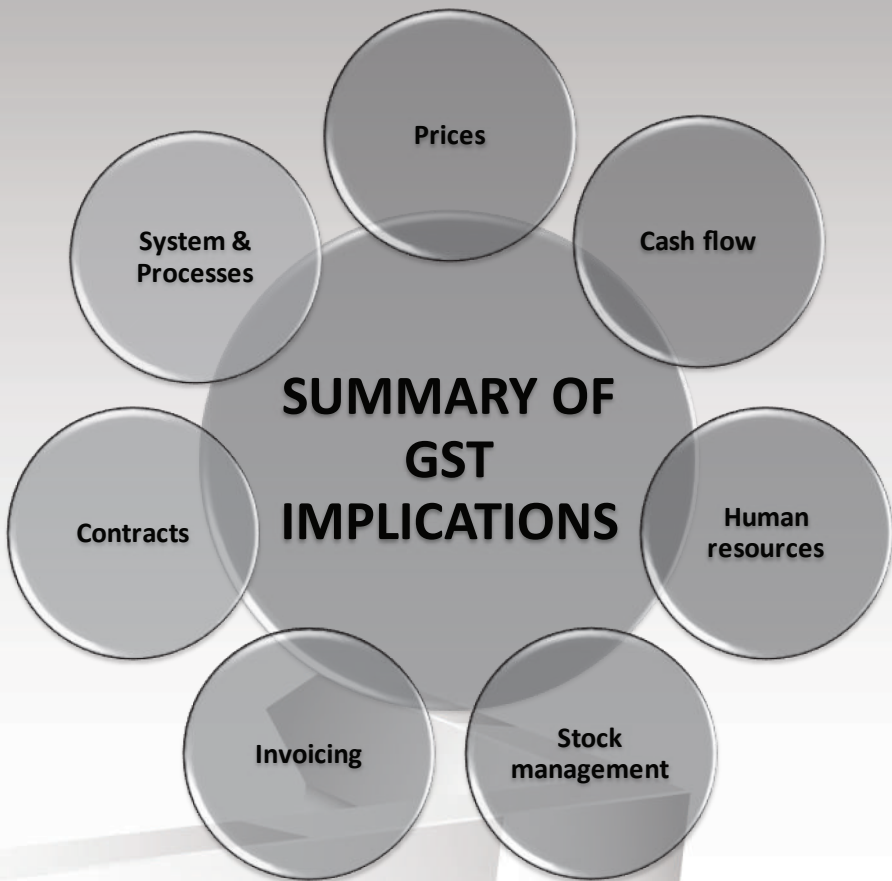 Prices
Cash flow
System &
Processes
SUMMARY OF
GST
IMPLICATIONS
Contracts
Human
resources
Invoicing
Stock
management